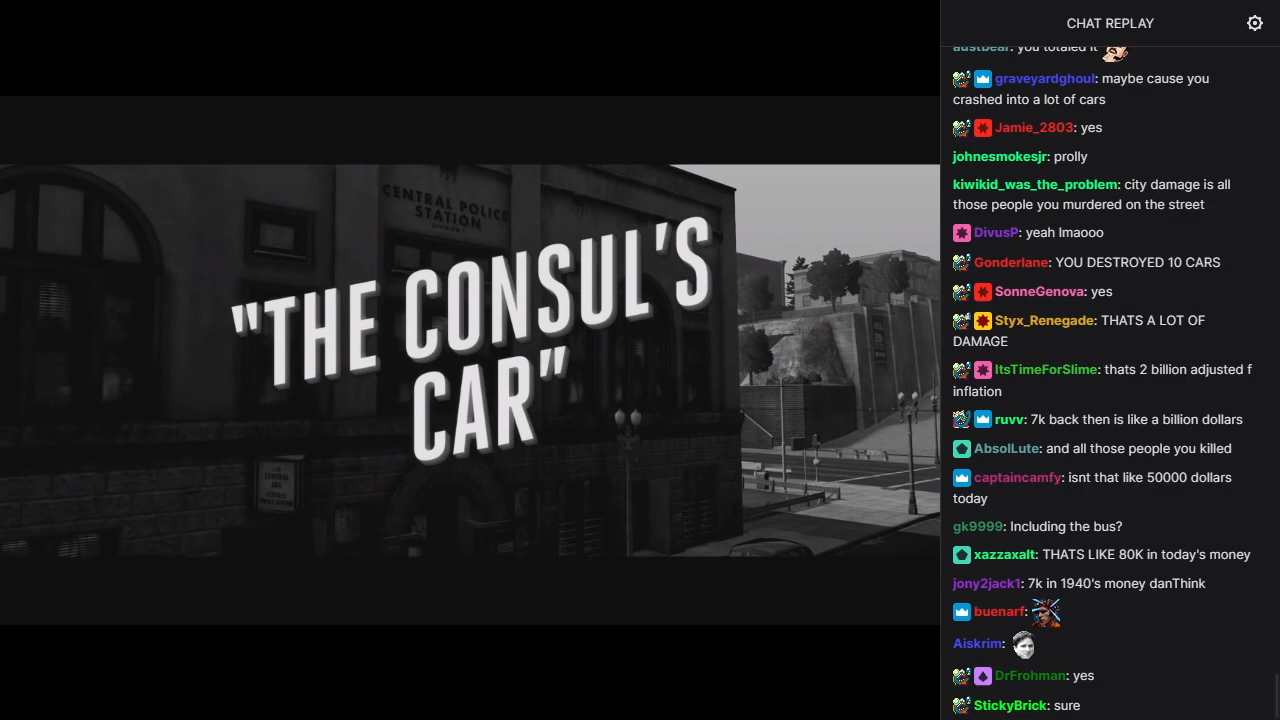 CENTRAL POLICE
STATION
"THE CONSUL'S
CAR"
CENTRAL
CHAT REPLAY
austbear: you totaled it
graveyardghoul: maybe cause you
crashed into a lot of cars
Jamie_2803: yes
johnesmokesjr: prolly
kiwikid_was_the_problem: city damage is all
those people you murdered on the street
DivusP: yeah lmaooo
Gonderlane: YOU DESTROYED 10 CARS
SonneGenova: yes
Styx_Renegade: THATS A LOT OF
DAMAGE
ItsTimeForSlime: thats 2 billion adjusted f
inflation
ruvv: 7k back then is like a billion dollars
AbsolLute: and all those people you killed
captaincamfy: isnt that like 50000 dollars
today
gk9999: Including the bus?
xazzaxalt: THATS LIKE 80K in today's money
jony2jack1: 7k in 1940's money danThink
buenarf:
Aiskrim:
DrFrohman: yes
StickyBrick: sure